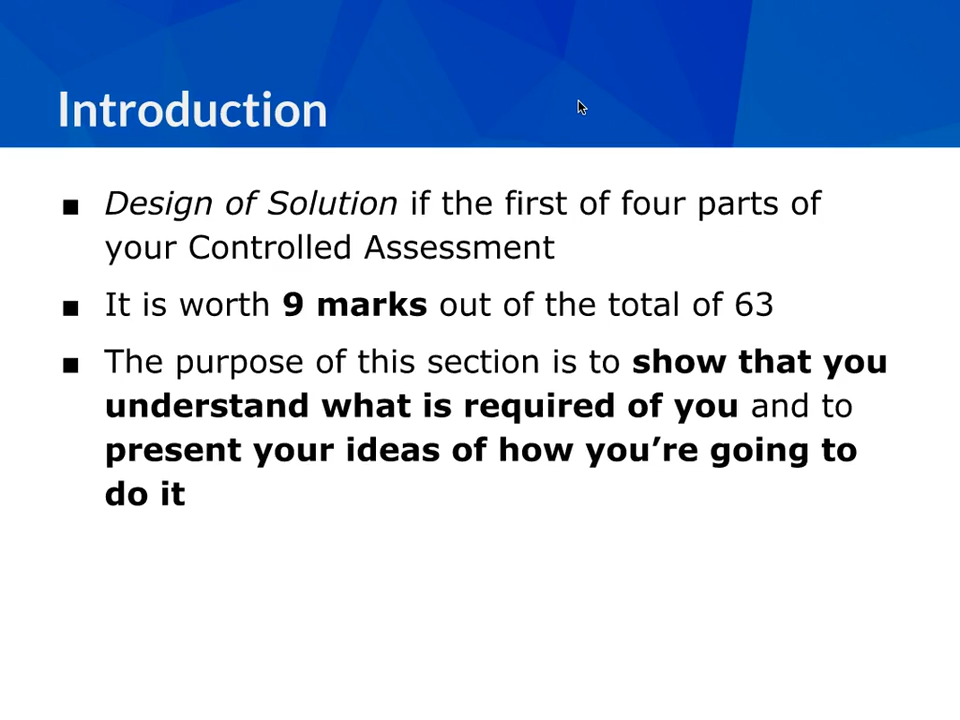 Introduction
▪ Design of Solution if the first of four parts of
your Controlled Assessment
▪ It is worth 9 marks out of the total of 63
▪ The purpose of this section is to show that you
understand what is required of you and to
present your ideas of how you’re going to
do it